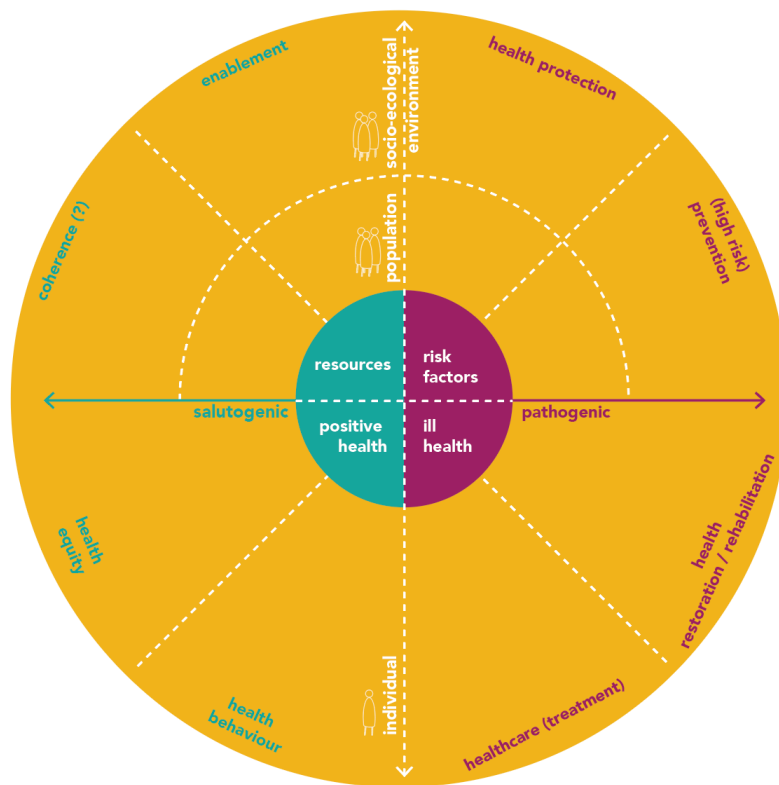 enablement
socio-ecological
environment
health protection
coherence (?)
population
(high risk)
prevention
resources
risk
factors
salutogenic
pathogenic
positive
health
ill
health
health
equity
health
restoration / rehabilitation
individual
health
behaviour
healthcare (treatment)